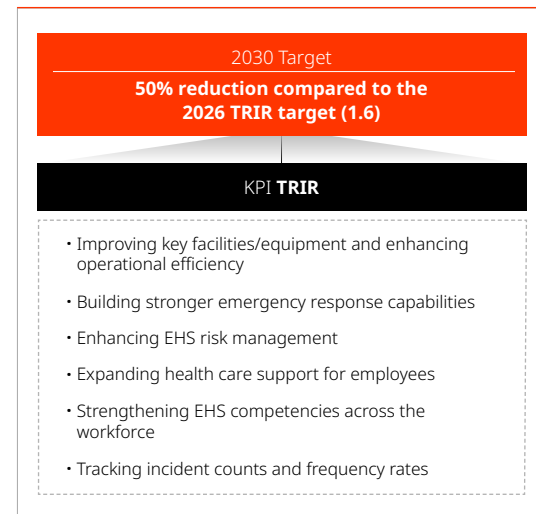 2030 Target
50% reduction compared to the
2026 TRIR target (1.6)
KPI TRIR
• Improving key facilities/equipment and enhancing
operational efficiency
• Building stronger emergency response capabilities
• Enhancing EHS risk management
• Expanding health care support for employees
• Strengthening EHS competencies across the
workforce
• Tracking incident counts and frequency rates